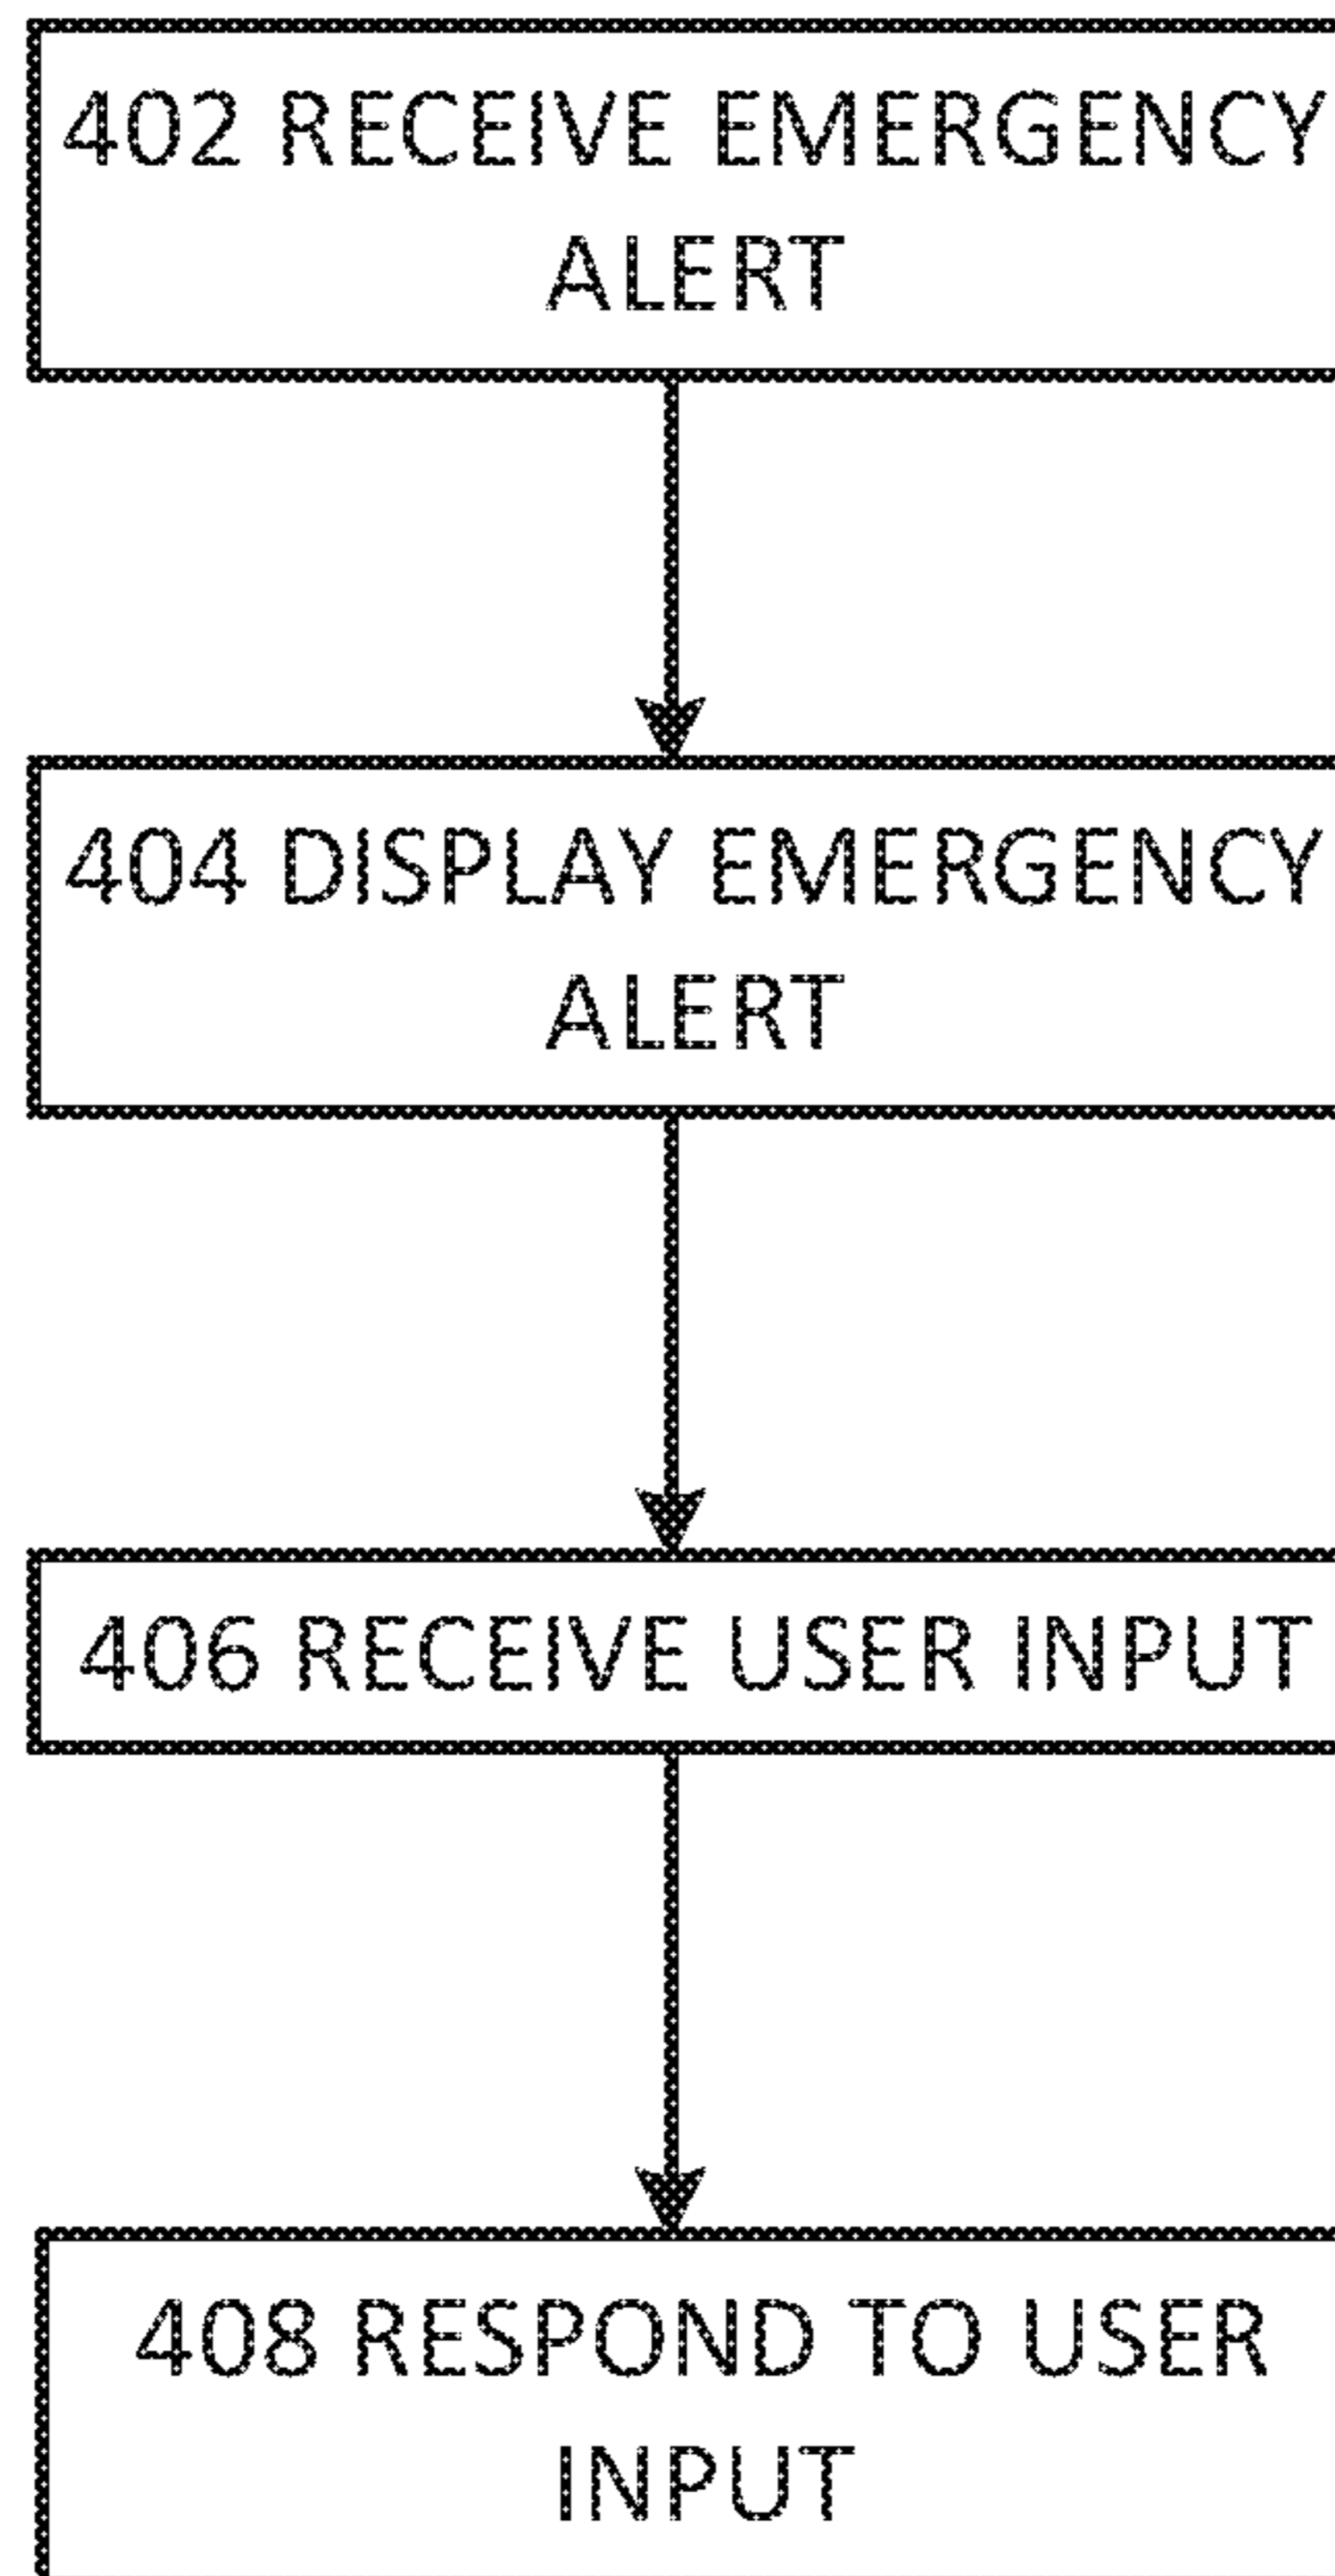 402 RECEIVE EMERGENCY
ALERT
404 DISPLAY EMERGENCY
ALERT
406 RECEIVE USER INPUT
408 RESPOND TO USER
INPUT